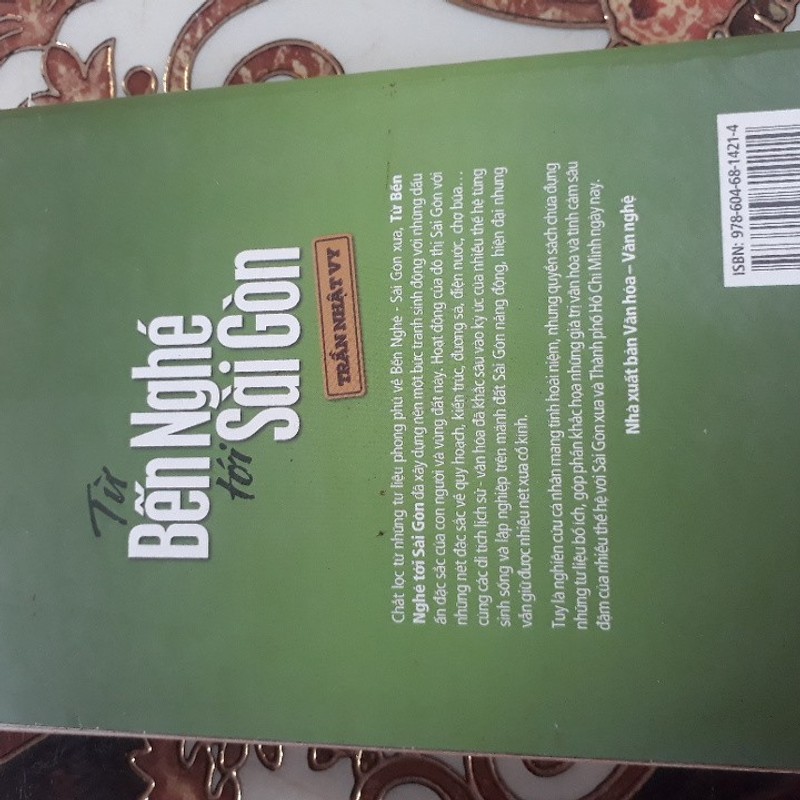 Từ
Bến Nghé
tới
Sài Gòn
TRẦN NHẬT VY
Chắt lọc từ những tư liệu phong phú về Bến Nghé - Sài Gòn xưa, Từ Bến
Nghé tới Sài Gòn đã xây dựng nên một bức tranh sinh động với những dấu
ấn đặc sắc của con người và vùng đất này. Hoạt động của đô thị Sài Gòn với
những nét đặc sắc về quy hoạch, kiến trúc, đường sá, điện nước, chợ búa...
cùng các di tích lịch sử - văn hóa đã khắc sâu vào ký ức của nhiều thế hệ từng
sinh sống và lập nghiệp trên mảnh đất Sài Gòn năng động, hiện đại nhưng
vẫn giữ được nhiều nét xưa cổ kính.
Tuy là nghiên cứu cá nhân mang tính hoài niệm, nhưng quyển sách chứa đựng
những tư liệu bổ ích, góp phần khắc họa những giá trị văn hóa và tình cảm sâu
đậm của nhiều thế hệ với Sài Gòn xưa và Thành phố Hồ Chí Minh ngày nay.
Nhà xuất bản Văn hóa – Văn nghệ
ISBN: 978-604-68-1421-4